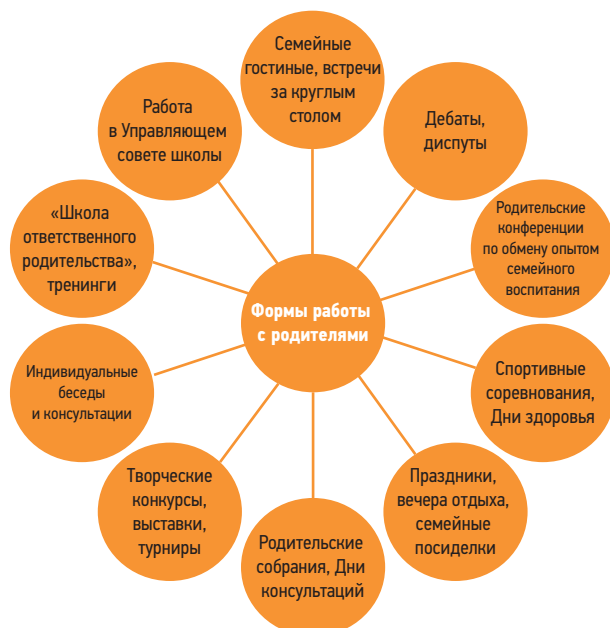 Семейные
гостиные, встречи
за круглым
столом
Дебаты,
диспуты
Родительские
конференции
по обмену опытом
семейного
воспитания
Спортивные
соревнования,
Дни здоровья
Праздники,
вечера отдыха,
семейные
посиделки
Родительские
собрания, Дни
консультаций
Творческие
конкурсы,
выставки,
турниры
Индивидуальные
беседы
и консультации
«Школа
ответственного
родительства»,
тренинги
Работа
в Управляющем
совете школы
Формы работы
с родителями